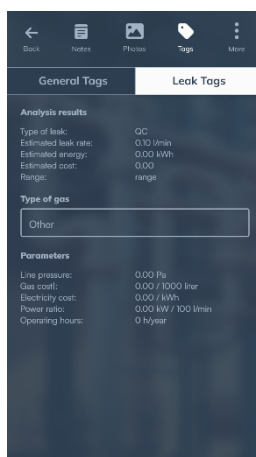 Back Notes Photos Tags More
General Tags Leak Tags
Analysis results
Type of leak: QC
Estimated leak rate: 0.10 l/min
Estimated energy: 0.00 kWh
Estimated cost: 0.00
Range: range
Type of gas
Other
Parameters
Line pressure: 0.00 Pa
Gas costl: 0.00 / 1000 liter
Electricity cost: 0.00 / kWh
Power ratio: 0.00 kW / 100 l/min
Operating hours: 0 h/year